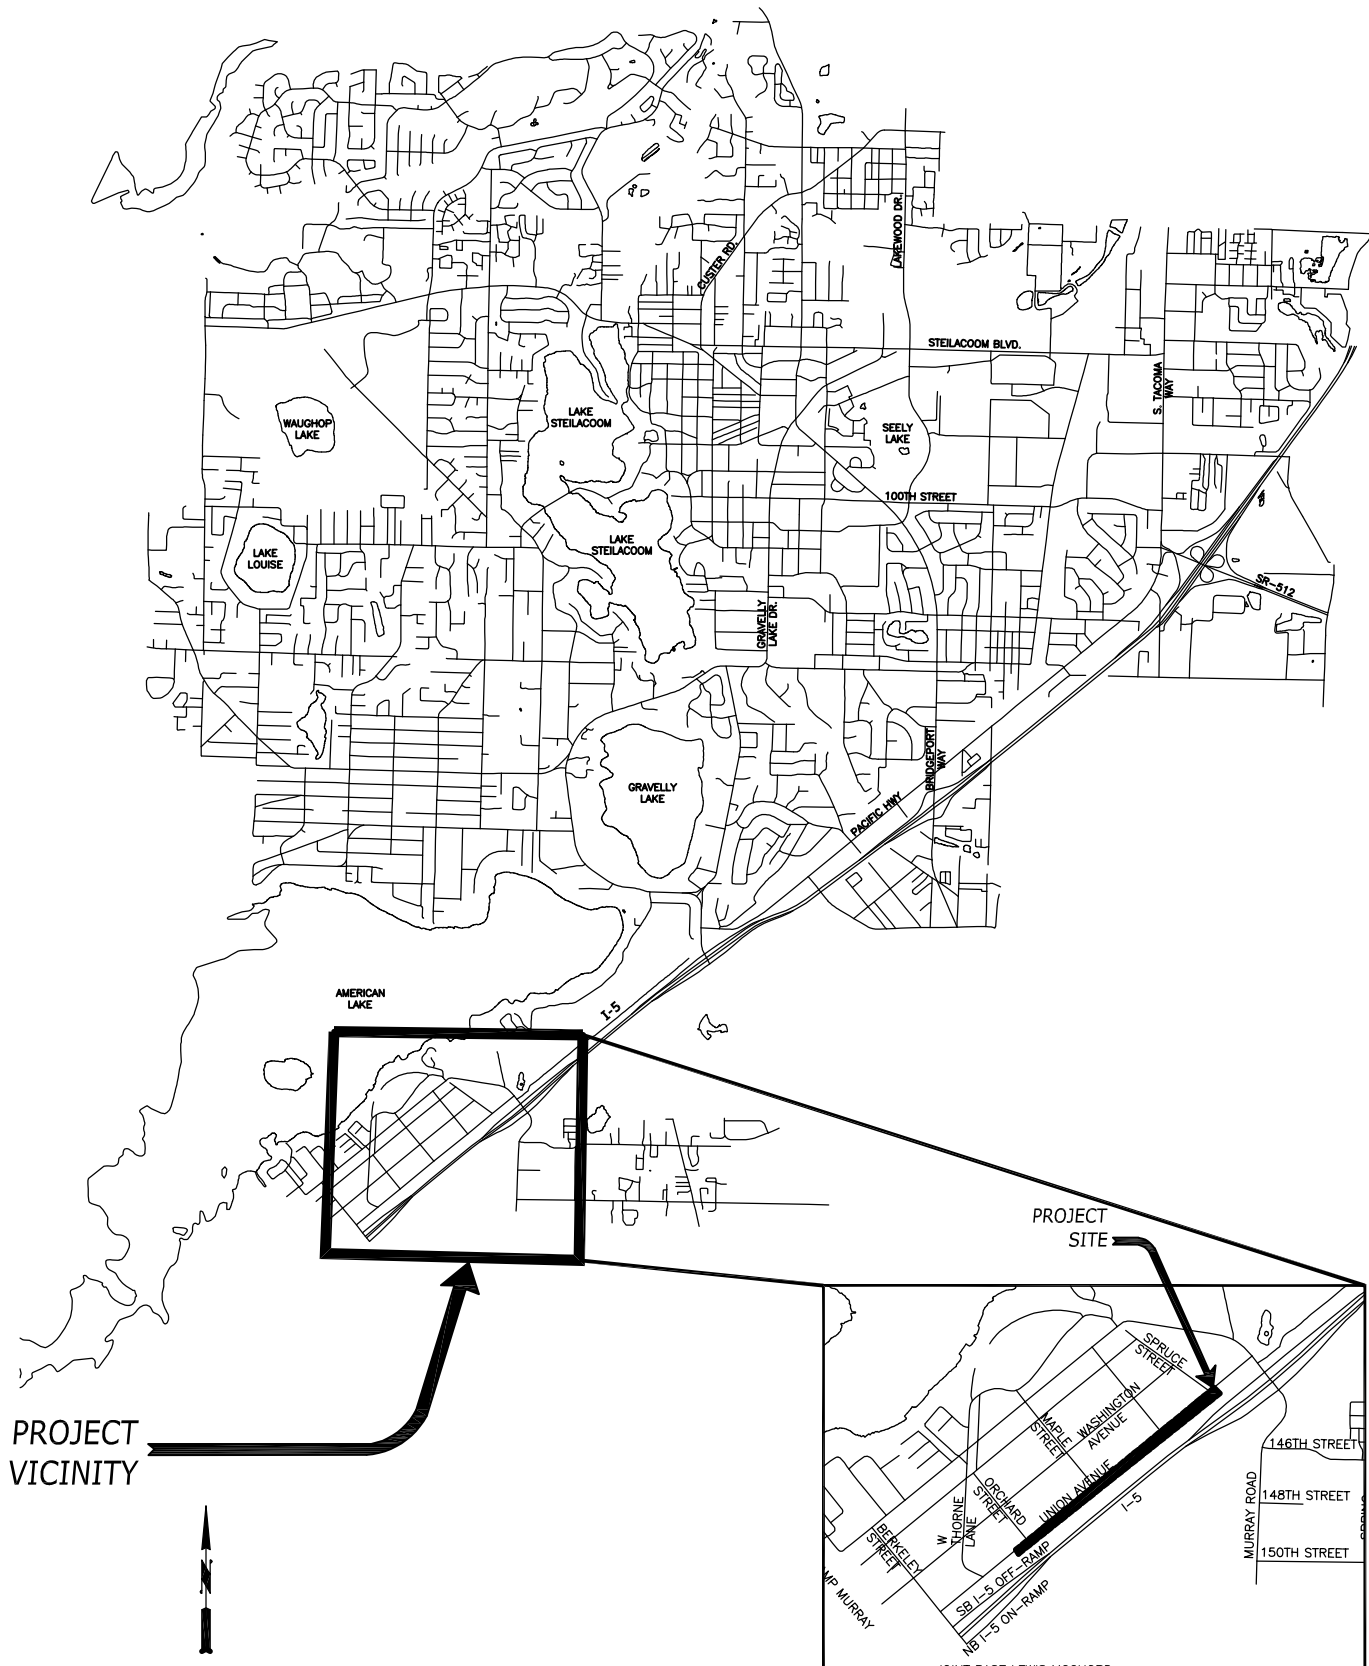 CUSTER RD.
LAKEWOOD DR.
STEILACOOM BLVD.
S. TACOMA
WAY
WAUGHOP
LAKE
LAKE
STEILACOOM
SEELY
LAKE
100TH STREET
LAKE
LOUISE
LAKE
STEILACOOM
SR-512
GRAVELLY
LAKE DR.
BRIDGEPORT
WAY
GRAVELLY
LAKE
PACIFIC HWY
AMERICAN
LAKE
I-5
PROJECT
SITE
PROJECT
VICINITY
N
SPRUCE
STREET
WASHINGTON
AVENUE
MAPLE
STREET
UNION AVENUE
ORCHARD
STREET
I-5
W
THORNE
LANE
BERKELEY
STREET
146TH STREET
148TH STREET
150TH STREET
MURRAY ROAD
SB I-5 OFF-RAMP
NB I-5 ON-RAMP
MP MURRAY